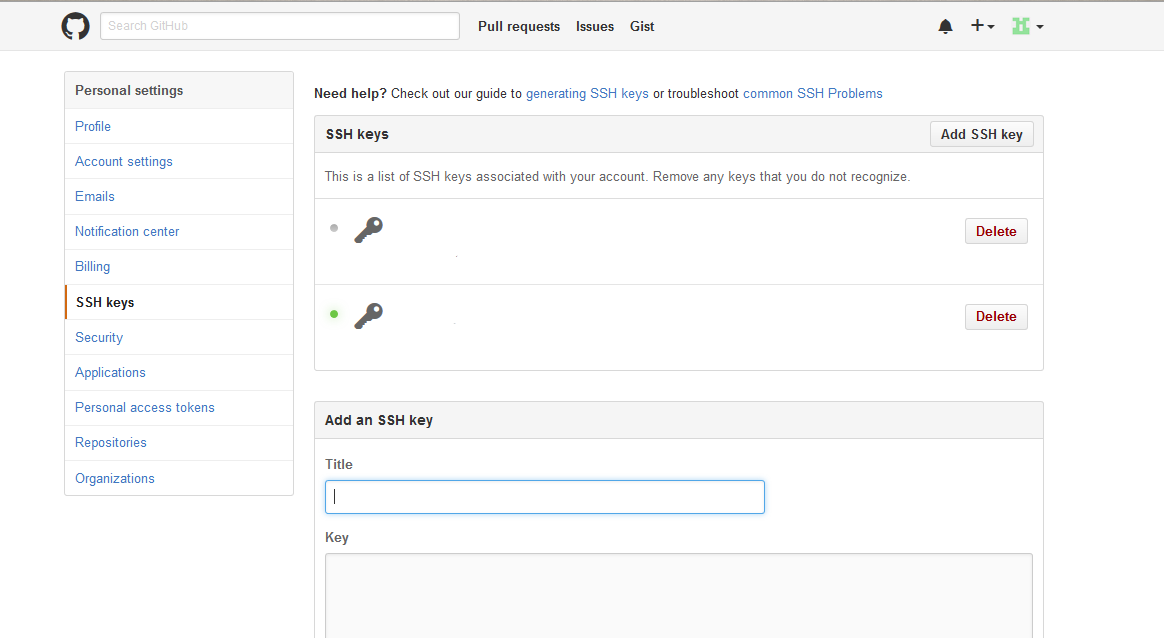 Search GitHub
Pull requests Issues Gist
Personal settings
Profile
Account settings
Emails
Notification center
Billing
SSH keys
Security
Applications
Personal access tokens
Repositories
Organizations
Need help? Check out our guide to generating SSH keys or troubleshoot common SSH Problems
SSH keys Add SSH key
This is a list of SSH keys associated with your account. Remove any keys that you do not recognize.
Delete
Delete
Add an SSH key
Title
Key